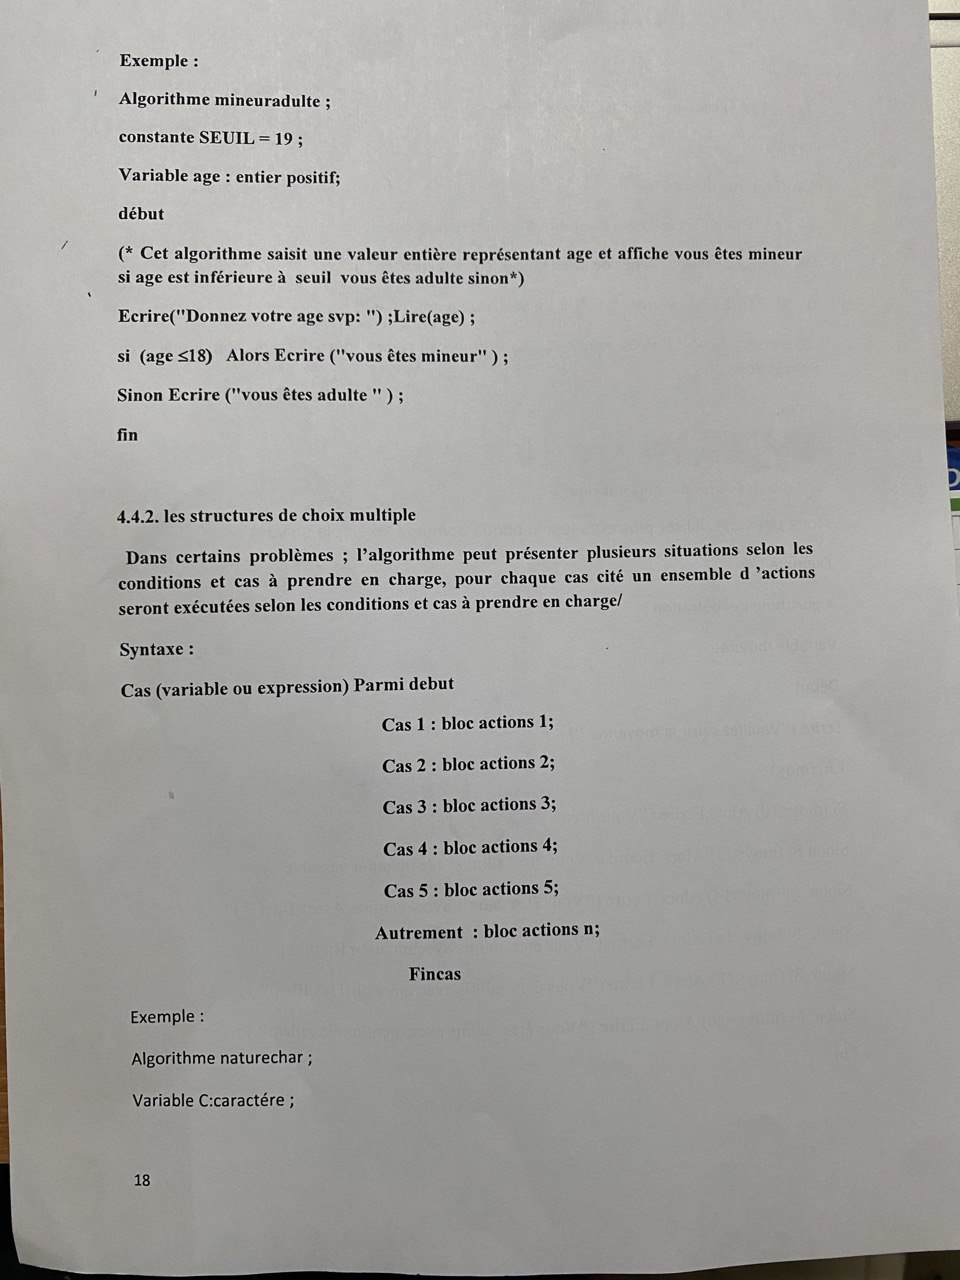 Exemple :
Algorithme mineuradulte ;
constante SEUIL = 19 ;
Variable age : entier positif;
début
(* Cet algorithme saisit une valeur entière représentant age et affiche vous êtes mineur
si age est inférieure à seuil vous êtes adulte sinon*)
Ecrire("Donnez votre age svp: ") ;Lire(age) ;
si (age ≤18) Alors Ecrire ("vous êtes mineur" ) ;
Sinon Ecrire ("vous êtes adulte " ) ;
fin
4.4.2. les structures de choix multiple
Dans certains problèmes ; l’algorithme peut présenter plusieurs situations selon les
conditions et cas à prendre en charge, pour chaque cas cité un ensemble d ’actions
seront exécutées selon les conditions et cas à prendre en charge/
Syntaxe :
Cas (variable ou expression) Parmi debut
Cas 1 : bloc actions 1;
Cas 2 : bloc actions 2;
Cas 3 : bloc actions 3;
Cas 4 : bloc actions 4;
Cas 5 : bloc actions 5;
Autrement : bloc actions n;
Fincas
Exemple :
Algorithme naturechar ;
Variable C:caractére ;
18